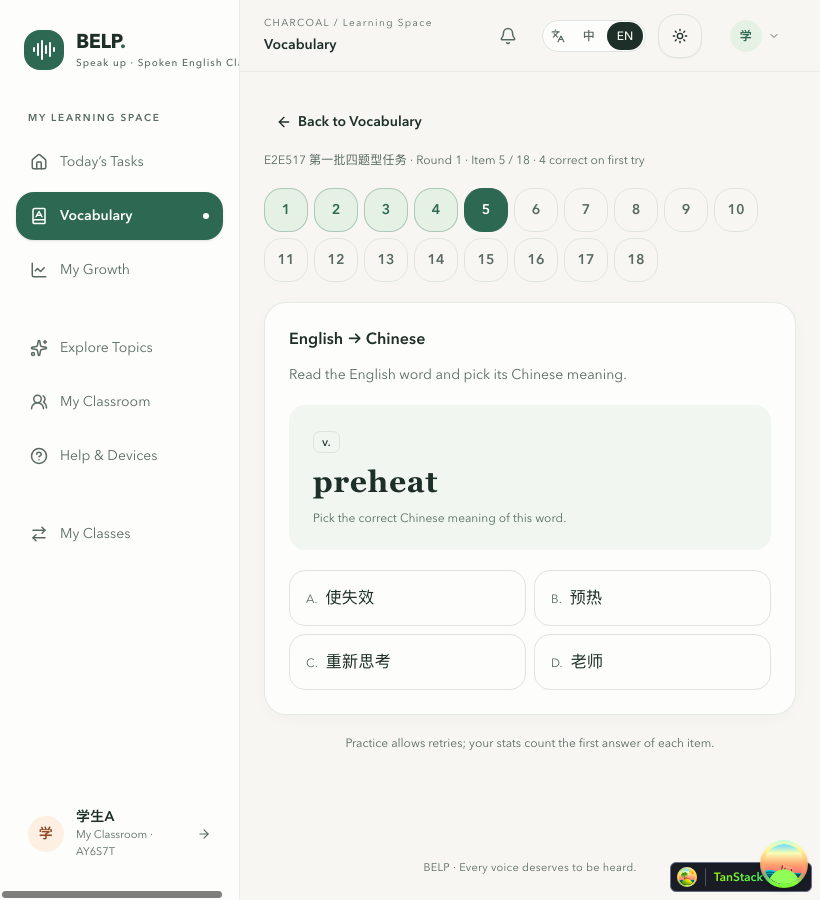 BELP.
Speak up · Spoken English Cl
MY LEARNING SPACE
Today's Tasks
Vocabulary
My Growth
Explore Topics
My Classroom
Help & Devices
My Classes
学
学生A
My Classroom ·
AY6S7T
CHARCOAL / Learning Space
Vocabulary
中
EN
学
Back to Vocabulary
E2E517 第一批四题型任务 · Round 1 · Item 5 / 18 · 4 correct on first try
1 2 3 4 5 6 7 8 9 10
11 12 13 14 15 16 17 18
English → Chinese
Read the English word and pick its Chinese meaning.
v.
preheat
Pick the correct Chinese meaning of this word.
A. 使失效
B. 预热
C. 重新思考
D. 老师
Practice allows retries; your stats count the first answer of each item.
BELP · Every voice deserves to be heard.
TanStack